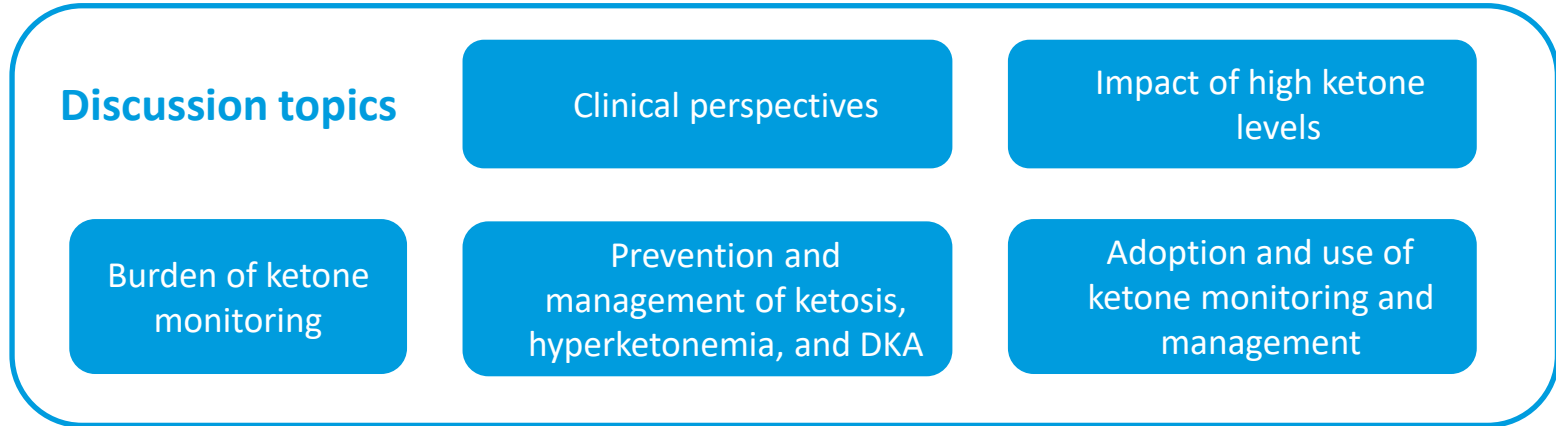 Discussion topics
Clinical perspectives
Impact of high ketone
levels
Burden of ketone
monitoring
Prevention and
management of ketosis,
hyperketonemia, and DKA
Adoption and use of
ketone monitoring and
management